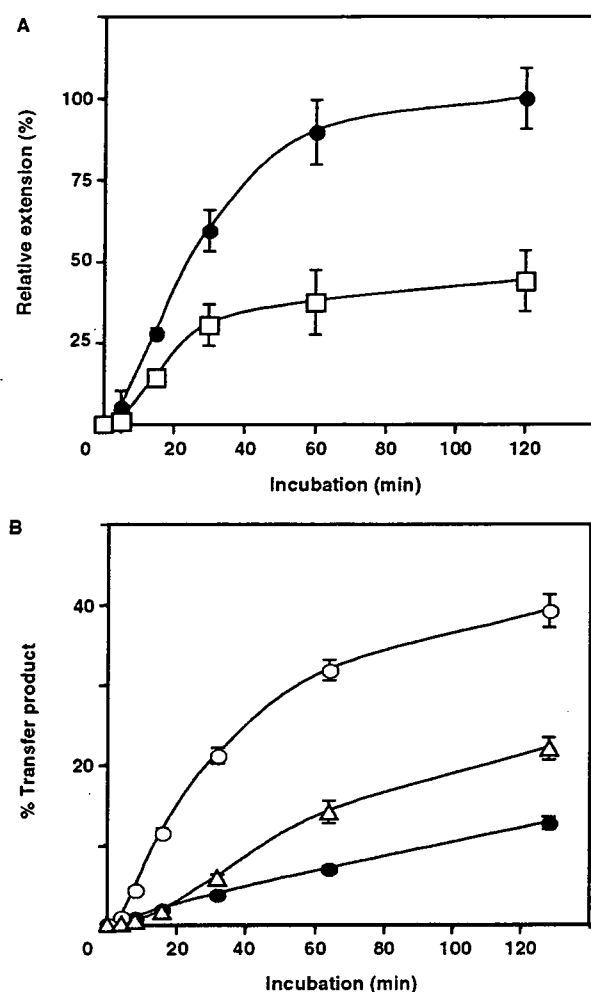 A
Relative extension (%)
100
75
50
25
0 20 40 60 80 100 120
Incubation (min)
B
% Transfer product
40
20
0 20 40 60 80 100 120
Incubation (min)